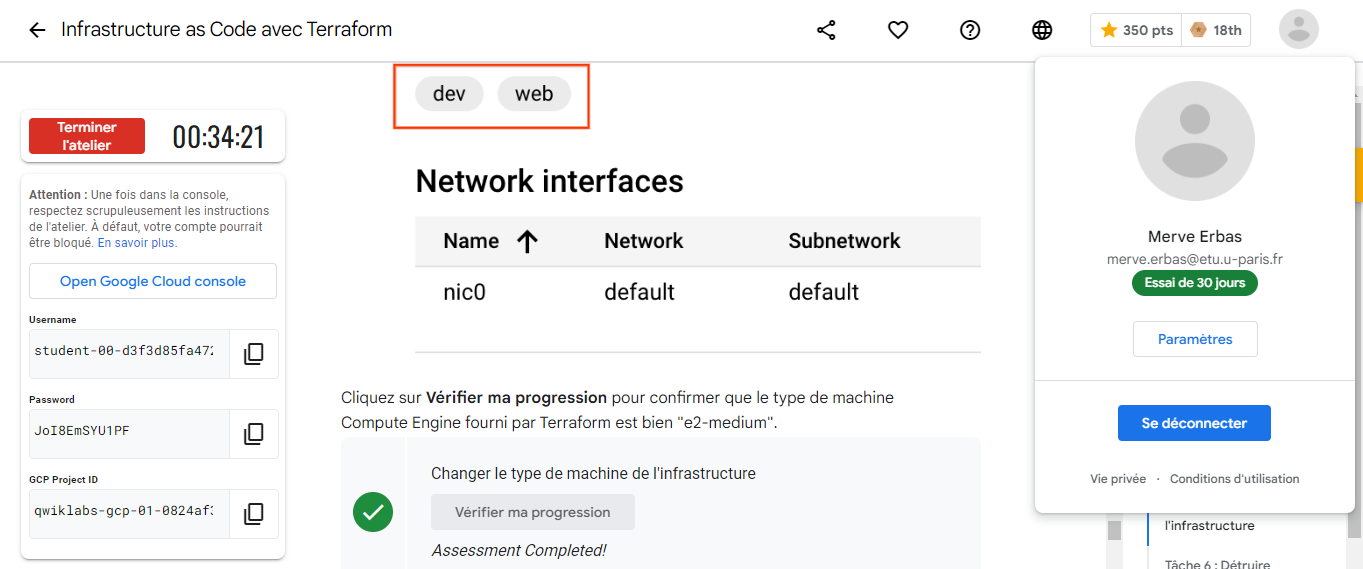 Infrastructure as Code avec Terraform
350 pts
18th
Terminer
l'atelier
00:34:21
Attention : Une fois dans la console,
respectez scrupuleusement les instructions
de l'atelier. À défaut, votre compte pourrait
être bloqué. En savoir plus.
Open Google Cloud console
Username
student-00-d3f3d85fa472
Password
JoI8EmSYU1PF
GCP Project ID
qwiklabs-gcp-01-0824af3
dev
web
Network interfaces
Name
Network
Subnetwork
nic0
default
default
Cliquez sur Vérifier ma progression pour confirmer que le type de machine
Compute Engine fourni par Terraform est bien "e2-medium".
Changer le type de machine de l'infrastructure
Vérifier ma progression
Assessment Completed!
Merve Erbas
merve.erbas@etu.u-paris.fr
Essai de 30 jours
Paramètres
Se déconnecter
Vie privée · Conditions d'utilisation
l'infrastructure
Tâche 6 : Détruire